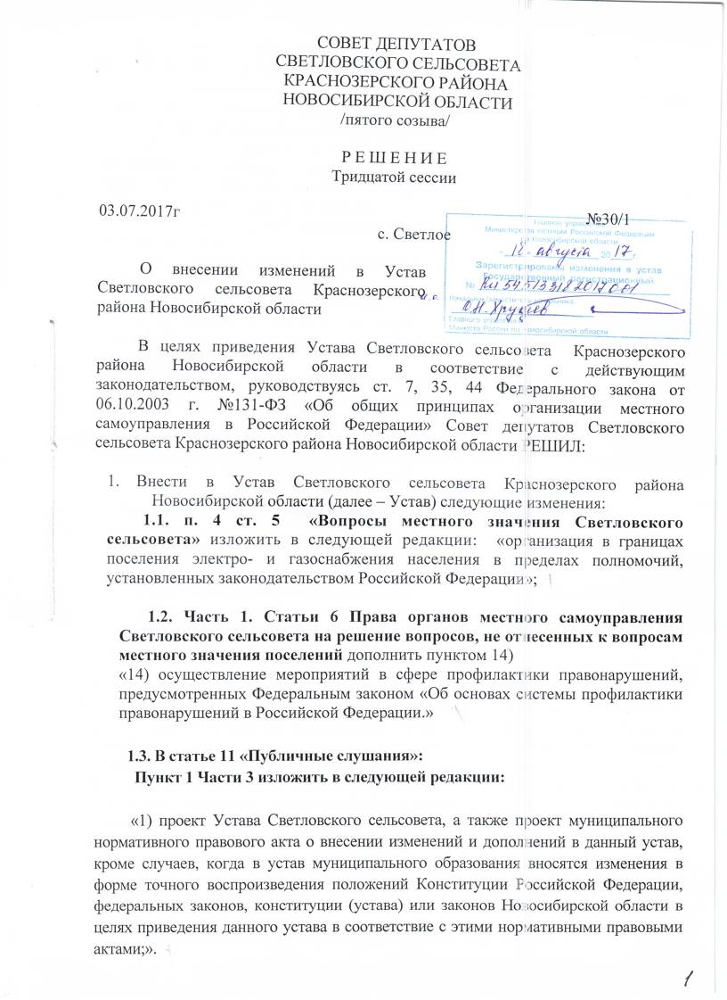 СОВЕТ ДЕПУТАТОВ
СВЕТЛОВСКОГО СЕЛЬСОВЕТА
КРАСНОЗЕРСКОГО РАЙОНА
НОВОСИБИРСКОЙ ОБЛАСТИ
/пятого созыва/
Р Е Ш Е Н И Е
Тридцатой сессии
03.07.2017г
№30/1
с. Светлое
Главное управление
Министерства юстиции Российской Федерации
по Новосибирской области
18 августа 2017 г.
Зарегистрированы изменения в устав
Государственный регистрационный
№ RU 545133182017001
и.о.
О.Н. Хруцаев
Главного управления
Минюста России по Новосибирской области
О внесении изменений в Устав
Светловского сельсовета Краснозерского
района Новосибирской области
В целях приведения Устава Светловского сельсовета Краснозерского
района Новосибирской области в соответствие с действующим
законодательством, руководствуясь ст. 7, 35, 44 Федерального закона от
06.10.2003 г. №131-ФЗ «Об общих принципах организации местного
самоуправления в Российской Федерации» Совет депутатов Светловского
сельсовета Краснозерского района Новосибирской области РЕШИЛ:
1. Внести в Устав Светловского сельсовета Краснозерского района
Новосибирской области (далее – Устав) следующие изменения:
1.1. п. 4 ст. 5 «Вопросы местного значения Светловского
сельсовета» изложить в следующей редакции: «организация в границах
поселения электро- и газоснабжения населения в пределах полномочий,
установленных законодательством Российской Федерации»;
1.2. Часть 1. Статьи 6 Права органов местного самоуправления
Светловского сельсовета на решение вопросов, не отнесенных к вопросам
местного значения поселений дополнить пунктом 14)
«14) осуществление мероприятий в сфере профилактики правонарушений,
предусмотренных Федеральным законом «Об основах системы профилактики
правонарушений в Российской Федерации.»
1.3. В статье 11 «Публичные слушания»:
Пункт 1 Части 3 изложить в следующей редакции:
«1) проект Устава Светловского сельсовета, а также проект муниципального
нормативного правового акта о внесении изменений и дополнений в данный устав,
кроме случаев, когда в устав муниципального образования вносятся изменения в
форме точного воспроизведения положений Конституции Российской Федерации,
федеральных законов, конституции (устава) или законов Новосибирской области в
целях приведения данного устава в соответствие с этими нормативными правовыми
актами;».
1